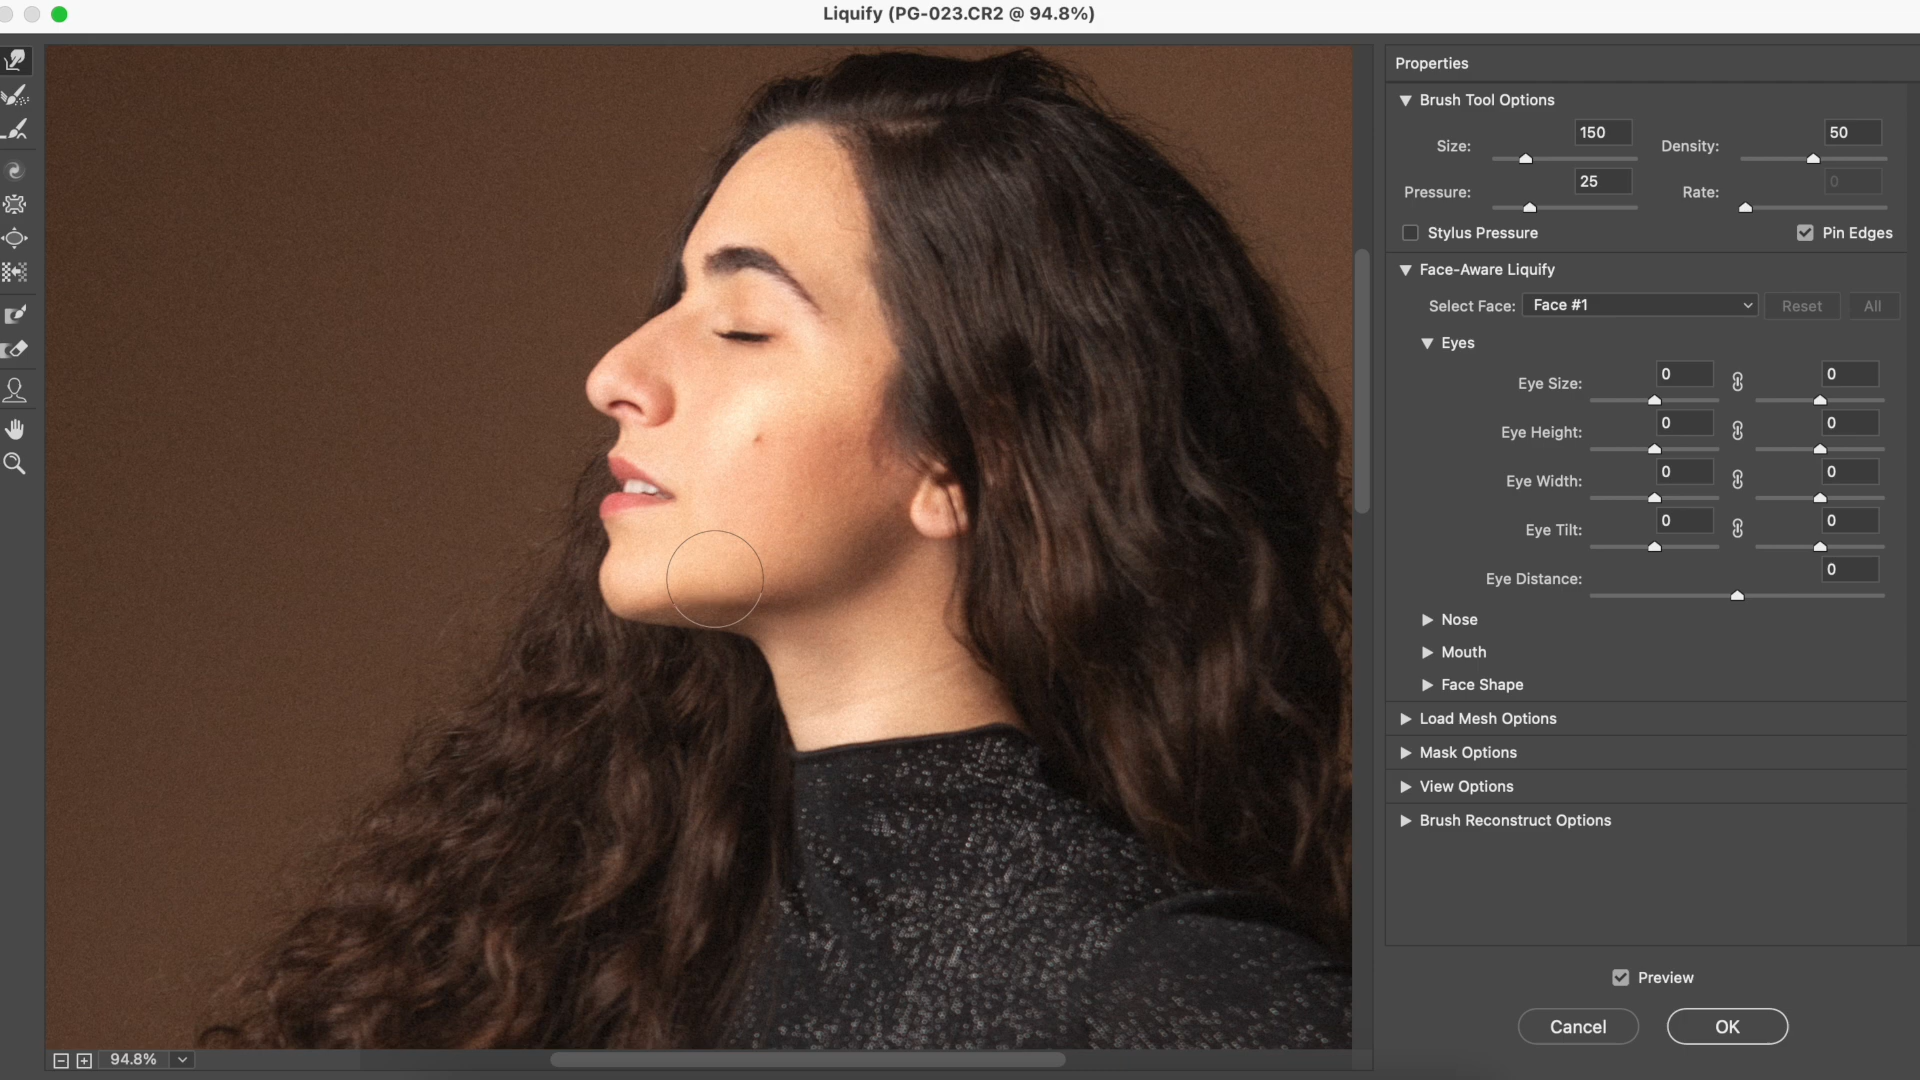 Liquify (PG-023.CR2 @ 94.8%)
Properties
Brush Tool Options
Size: 150 Density: 50
Pressure: 25 Rate: 0
Stylus Pressure Pin Edges
Face-Aware Liquify
Select Face: Face #1 Reset All
Eyes
Eye Size: 0 0
Eye Height: 0 0
Eye Width: 0 0
Eye Tilt: 0 0
Eye Distance: 0
Nose
Mouth
Face Shape
Load Mesh Options
Mask Options
View Options
Brush Reconstruct Options
Preview
Cancel OK
94.8%